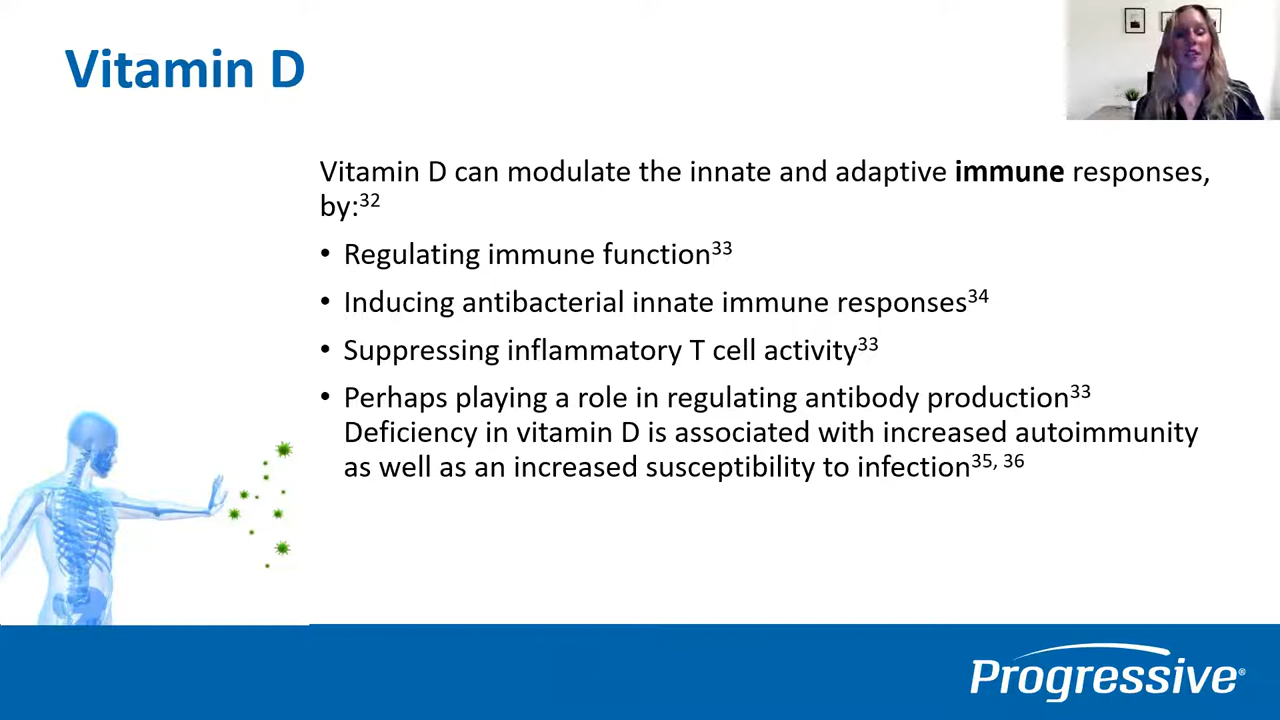 Vitamin D
Vitamin D can modulate the innate and adaptive immune responses,
by:³²
• Regulating immune function³³
• Inducing antibacterial innate immune responses³⁴
• Suppressing inflammatory T cell activity³³
• Perhaps playing a role in regulating antibody production³³
Deficiency in vitamin D is associated with increased autoimmunity
as well as an increased susceptibility to infection³⁵, ³⁶
Progressive®